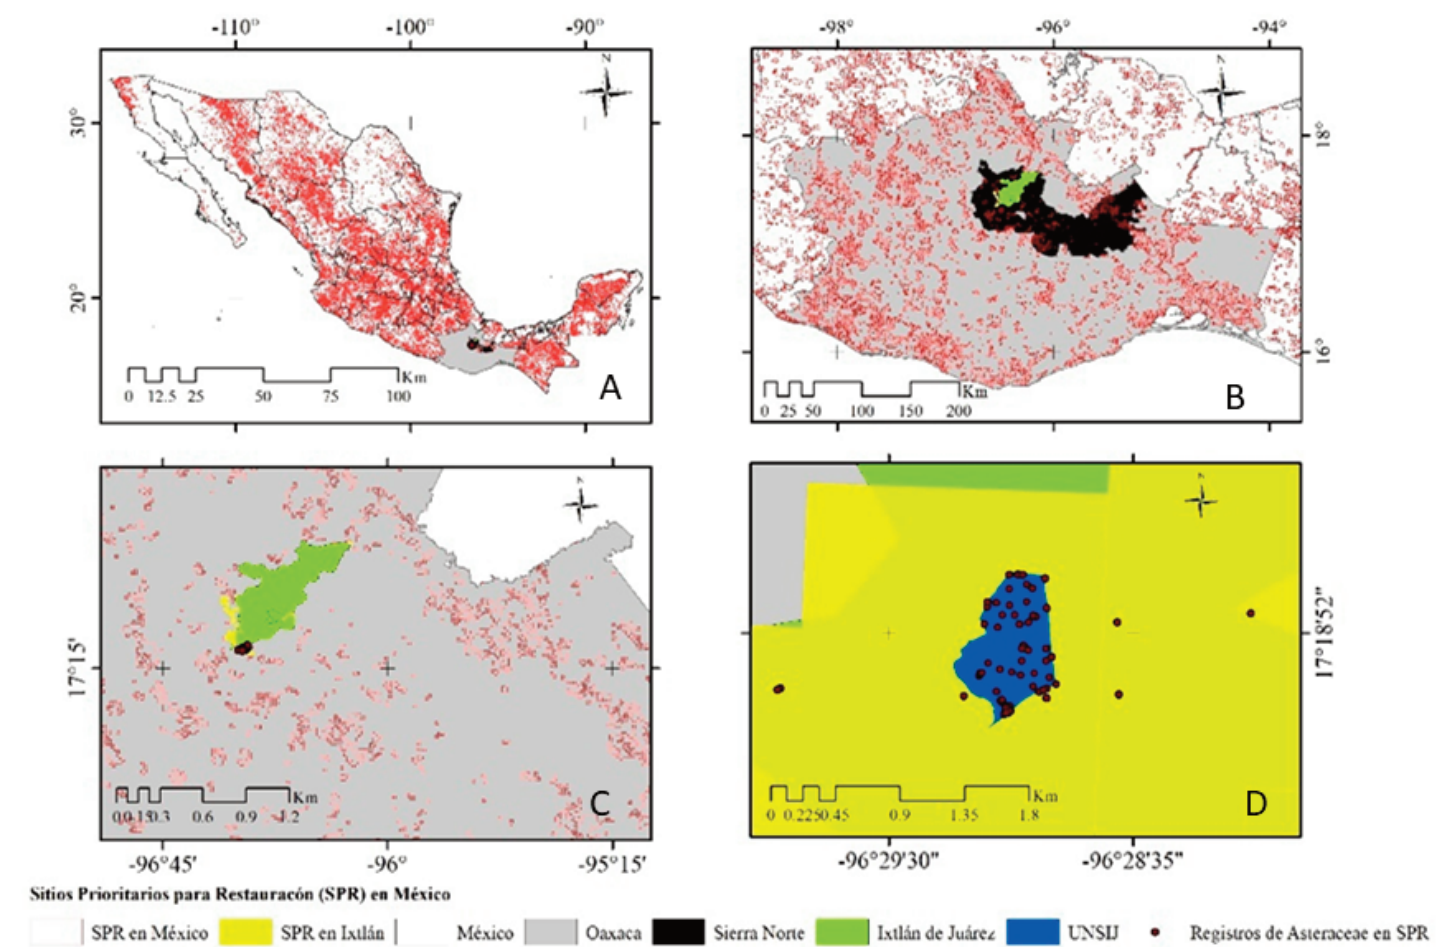 -110° -100° -90°
30°
20°
N
0 12.5 25 50 75 100 Km
A
-98° -96° -94°
18°
16°
N
0 25 50 100 150 200 Km
B
17°15'
N
0.6 0.9 1.2 Km
C
-96°45' -96° -95°15'
17°18'52"
N
0 0.2250.45 0.9 1.35 1.8 Km
D
-96°29'30" -96°28'35"
Sitios Prioritarios para Restauracón (SPR) en México
SPR en México SPR en Ixtlán México Oaxaca Sierra Norte Ixtlán de Juárez UNSIJ Registros de Asteraceae en SPR